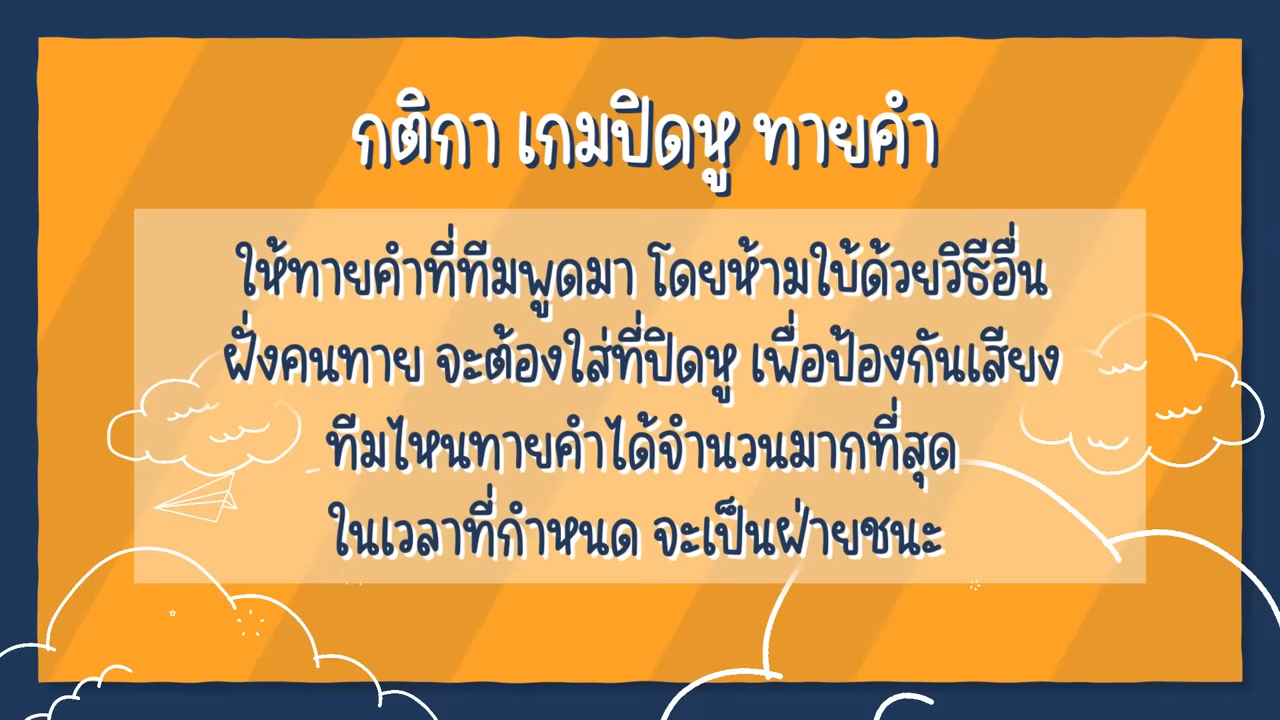 กติกา เกมปิดหู ทายคำ
ให้ทายคำที่ทีมพูดมา โดยห้ามใบ้ด้วยวิธีอื่น
ฝั่งคนทาย จะต้องใส่ที่ปิดหู เพื่อป้องกันเสียง
ทีมไหนทายคำได้จำนวนมากที่สุด
ในเวลาที่กำหนด จะเป็นฝ่ายชนะ